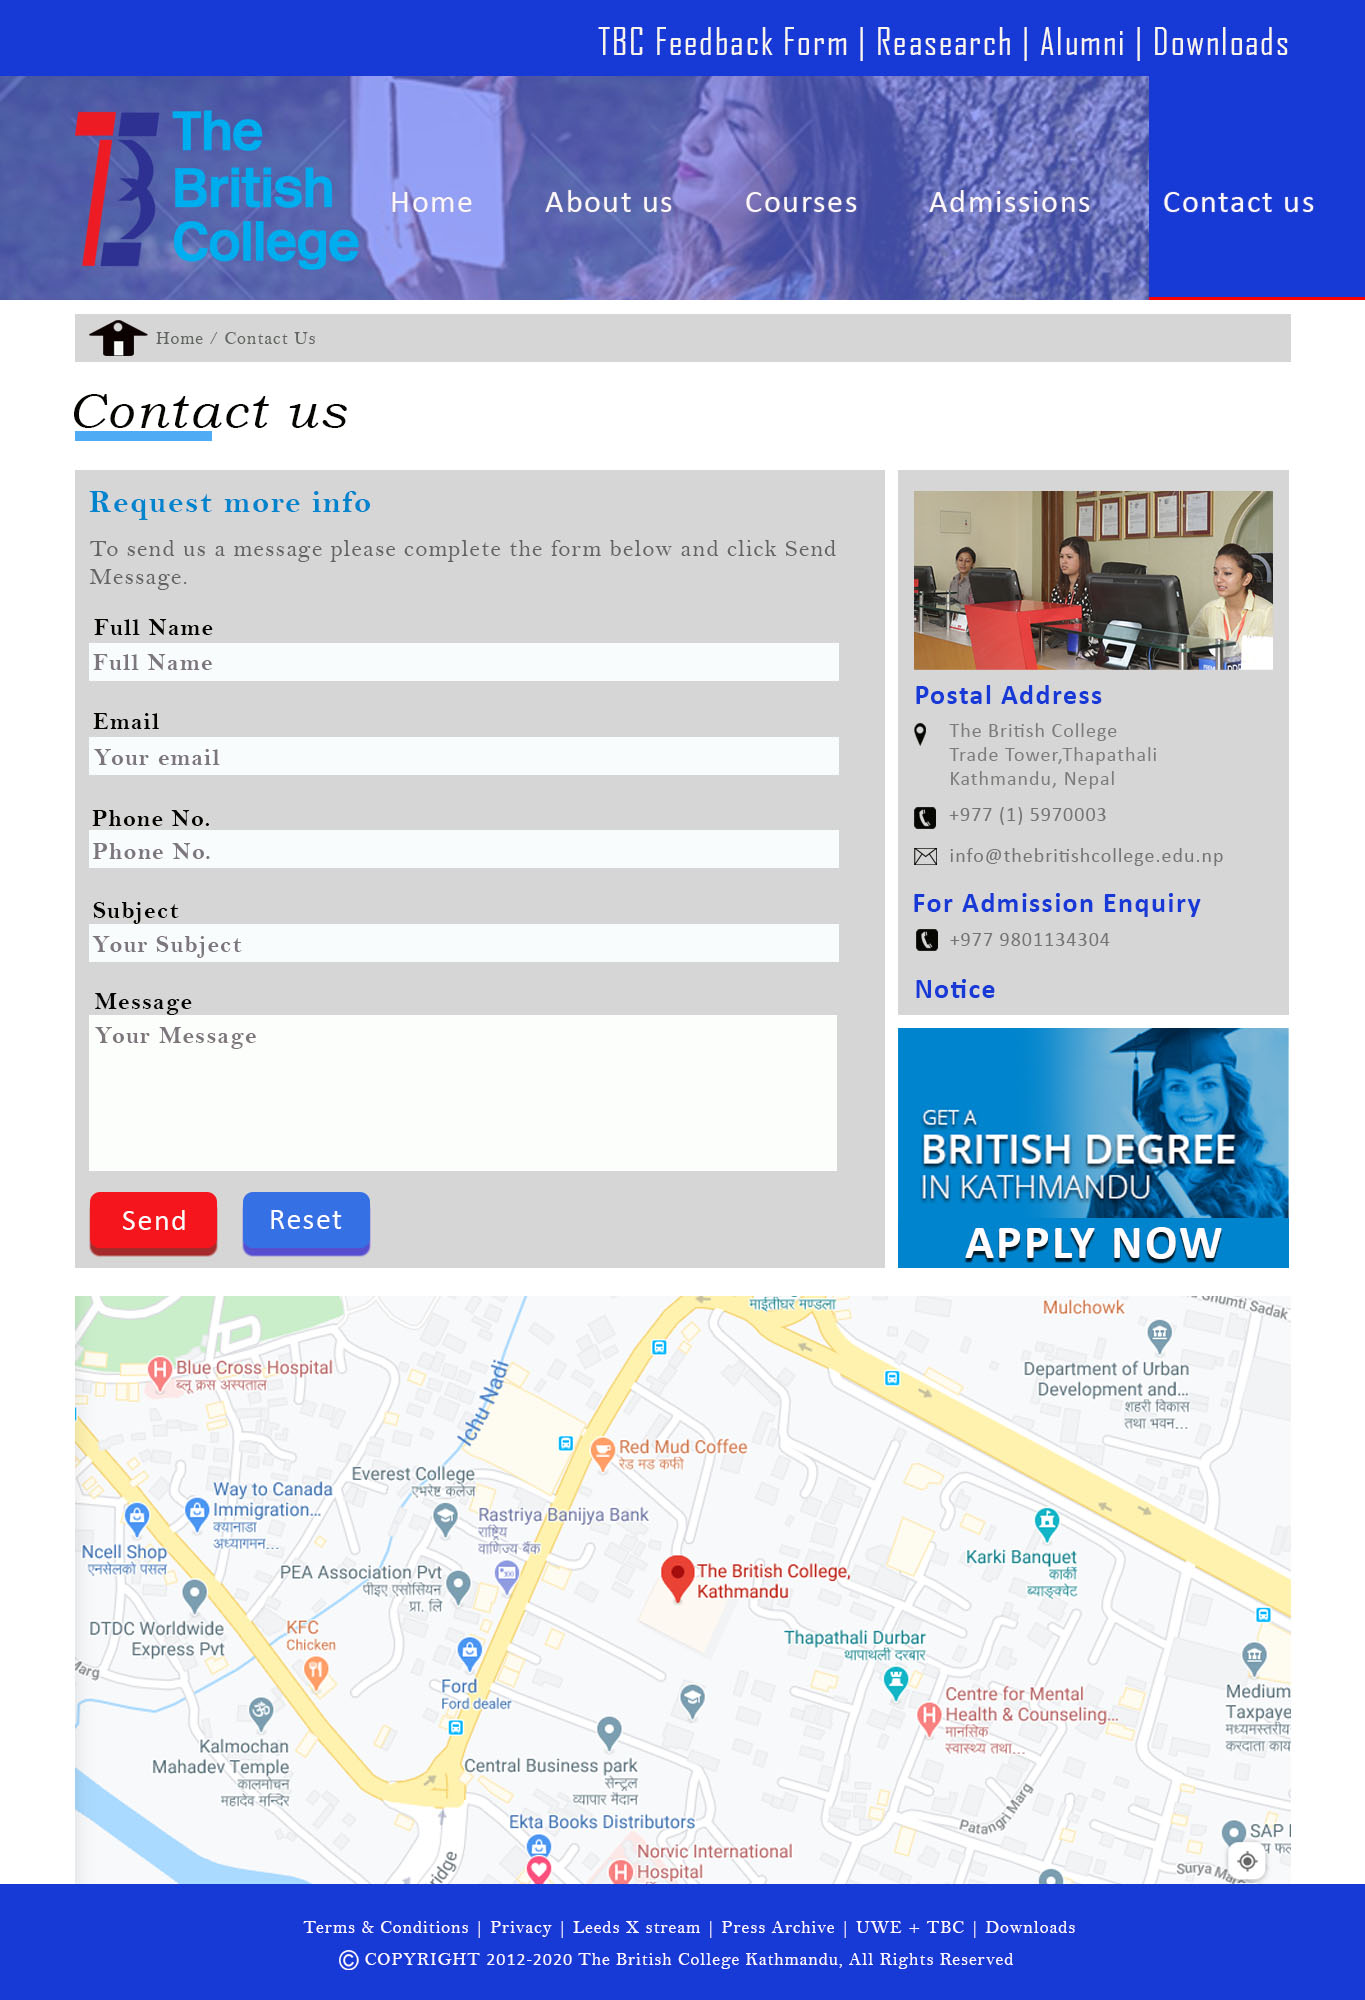 TBC Feedback Form | Reasearch | Alumni | Downloads
The
British
College
Home
About us
Courses
Admissions
Contact us
Home / Contact Us
Contact us
Request more info
To send us a message please complete the form below and click Send
Message.
Full Name
Full Name
Email
Your email
Phone No.
Phone No.
Subject
Your Subject
Message
Your Message
Send
Reset
Postal Address
The British College
Trade Tower,Thapathali
Kathmandu, Nepal
+977 (1) 5970003
info@thebritishcollege.edu.np
For Admission Enquiry
+977 9801134304
Notice
GET A
BRITISH DEGREE
IN KATHMANDU
APPLY NOW
माईतीघर मण्डला
Mulchowk
Ghumti Sadak
Blue Cross Hospital
ब्लू क्रस अस्पताल
Ichu Nadi
Department of Urban
Development and...
शहरी विकास
तथा भवन...
Red Mud Coffee
रेड मड कफी
Everest College
एभरेष्ट कलेज
Way to Canada
Immigration...
क्यानाडा
अध्यागमन...
Rastriya Banijya Bank
राष्ट्रिय
वाणिज्य बैंक
Ncell Shop
एनसेलको पसल
PEA Association Pvt
पीइए एसोसियन
प्रा. लि
The British College,
Kathmandu
Karki Banquet
कार्की
ब्याङ्क्वेट
DTDC Worldwide
Express Pvt
KFC
Chicken
Thapathali Durbar
थापाथली दरबार
Marg
Ford
Ford dealer
Centre for Mental
Health & Counseling...
मानसिक
स्वास्थ्य तथा...
Medium
Taxpaye
मध्यमस्तरीय
करदाता काय
Kalmochan
Mahadev Temple
कालमोचन
महादेव मन्दिर
Central Business park
सेन्ट्रल
व्यापार मैदान
Patangri Marg
Ekta Books Distributors
Norvic International
Hospital
SAP
Surya Marg
Terms & Conditions | Privacy | Leeds X stream | Press Archive | UWE + TBC | Downloads
© COPYRIGHT 2012-2020 The British College Kathmandu, All Rights Reserved